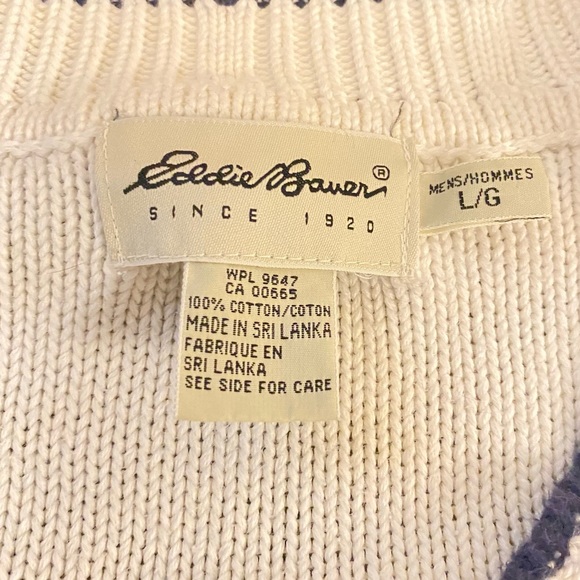 Eddie Bauer®
SINCE 1920
MENS/HOMMES
L/G
WPL 9647
CA 00665
100% COTTON/COTON
MADE IN SRI LANKA
FABRIQUE EN
SRI LANKA
SEE SIDE FOR CARE